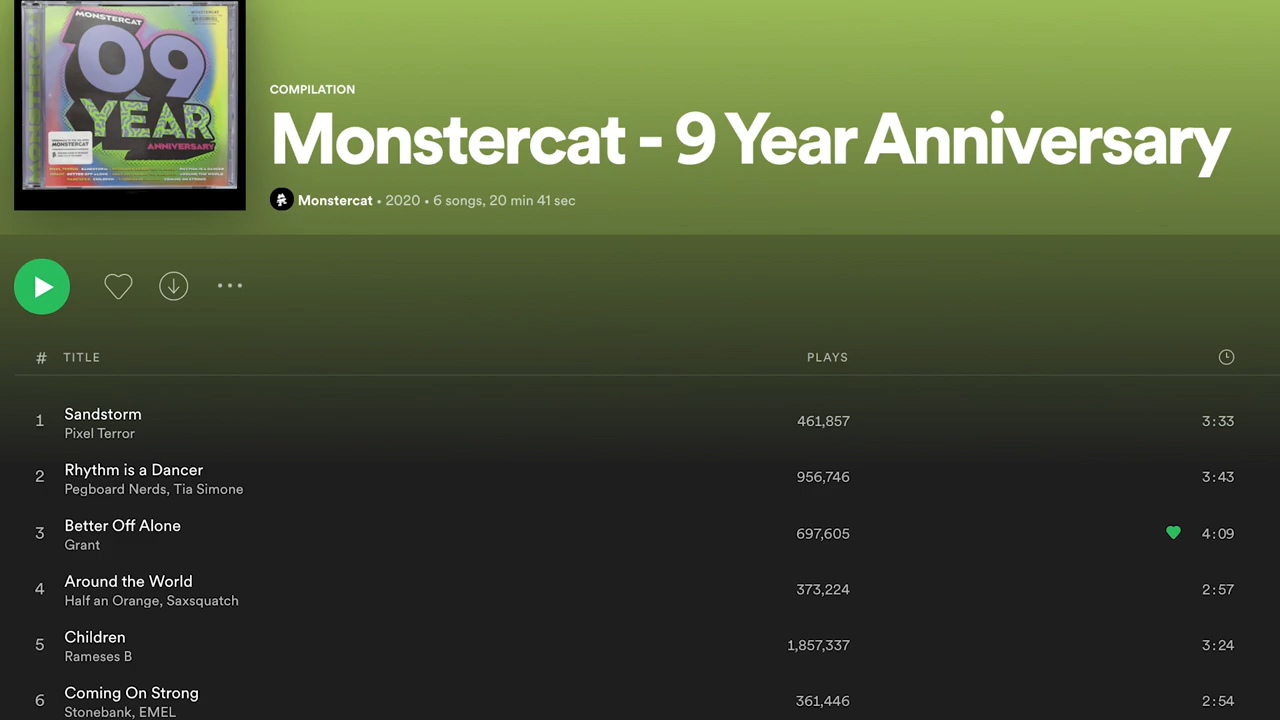 MONSTERCAT
09
YEAR
ANNIVERSARY
MONSTERCAT
COMPILATION
Monstercat - 9 Year Anniversary
Monstercat • 2020 • 6 songs, 20 min 41 sec
# TITLE PLAYS
1 Sandstorm 461,857 3:33
Pixel Terror
2 Rhythm is a Dancer 956,746 3:43
Pegboard Nerds, Tia Simone
3 Better Off Alone 697,605 4:09
Grant
4 Around the World 373,224 2:57
Half an Orange, Saxsquatch
5 Children 1,857,337 3:24
Rameses B
6 Coming On Strong 361,446 2:54
Stonebank, EMEL